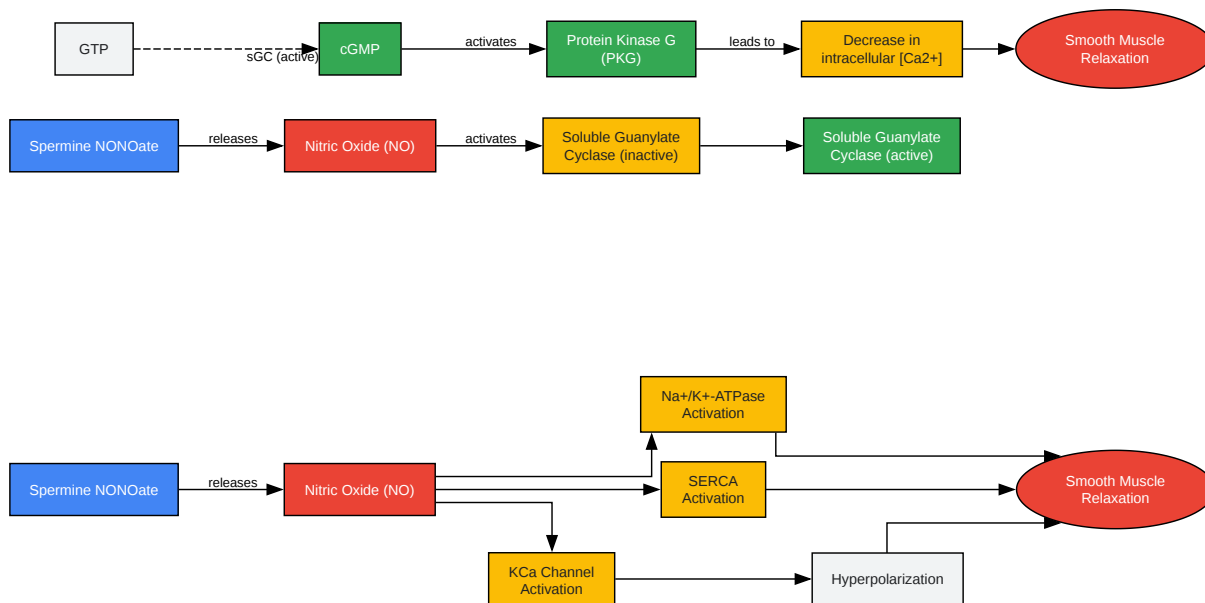 GTP
sGC (active)
cGMP
activates
Protein Kinase G
(PKG)
leads to
Decrease in
intracellular [Ca2+]
Smooth Muscle
Relaxation
Spermine NONOate
releases
Nitric Oxide (NO)
activates
Soluble Guanylate
Cyclase (inactive)
Soluble Guanylate
Cyclase (active)
Na+/K+-ATPase
Activation
Spermine NONOate
releases
Nitric Oxide (NO)
SERCA
Activation
Smooth Muscle
Relaxation
KCa Channel
Activation
Hyperpolarization